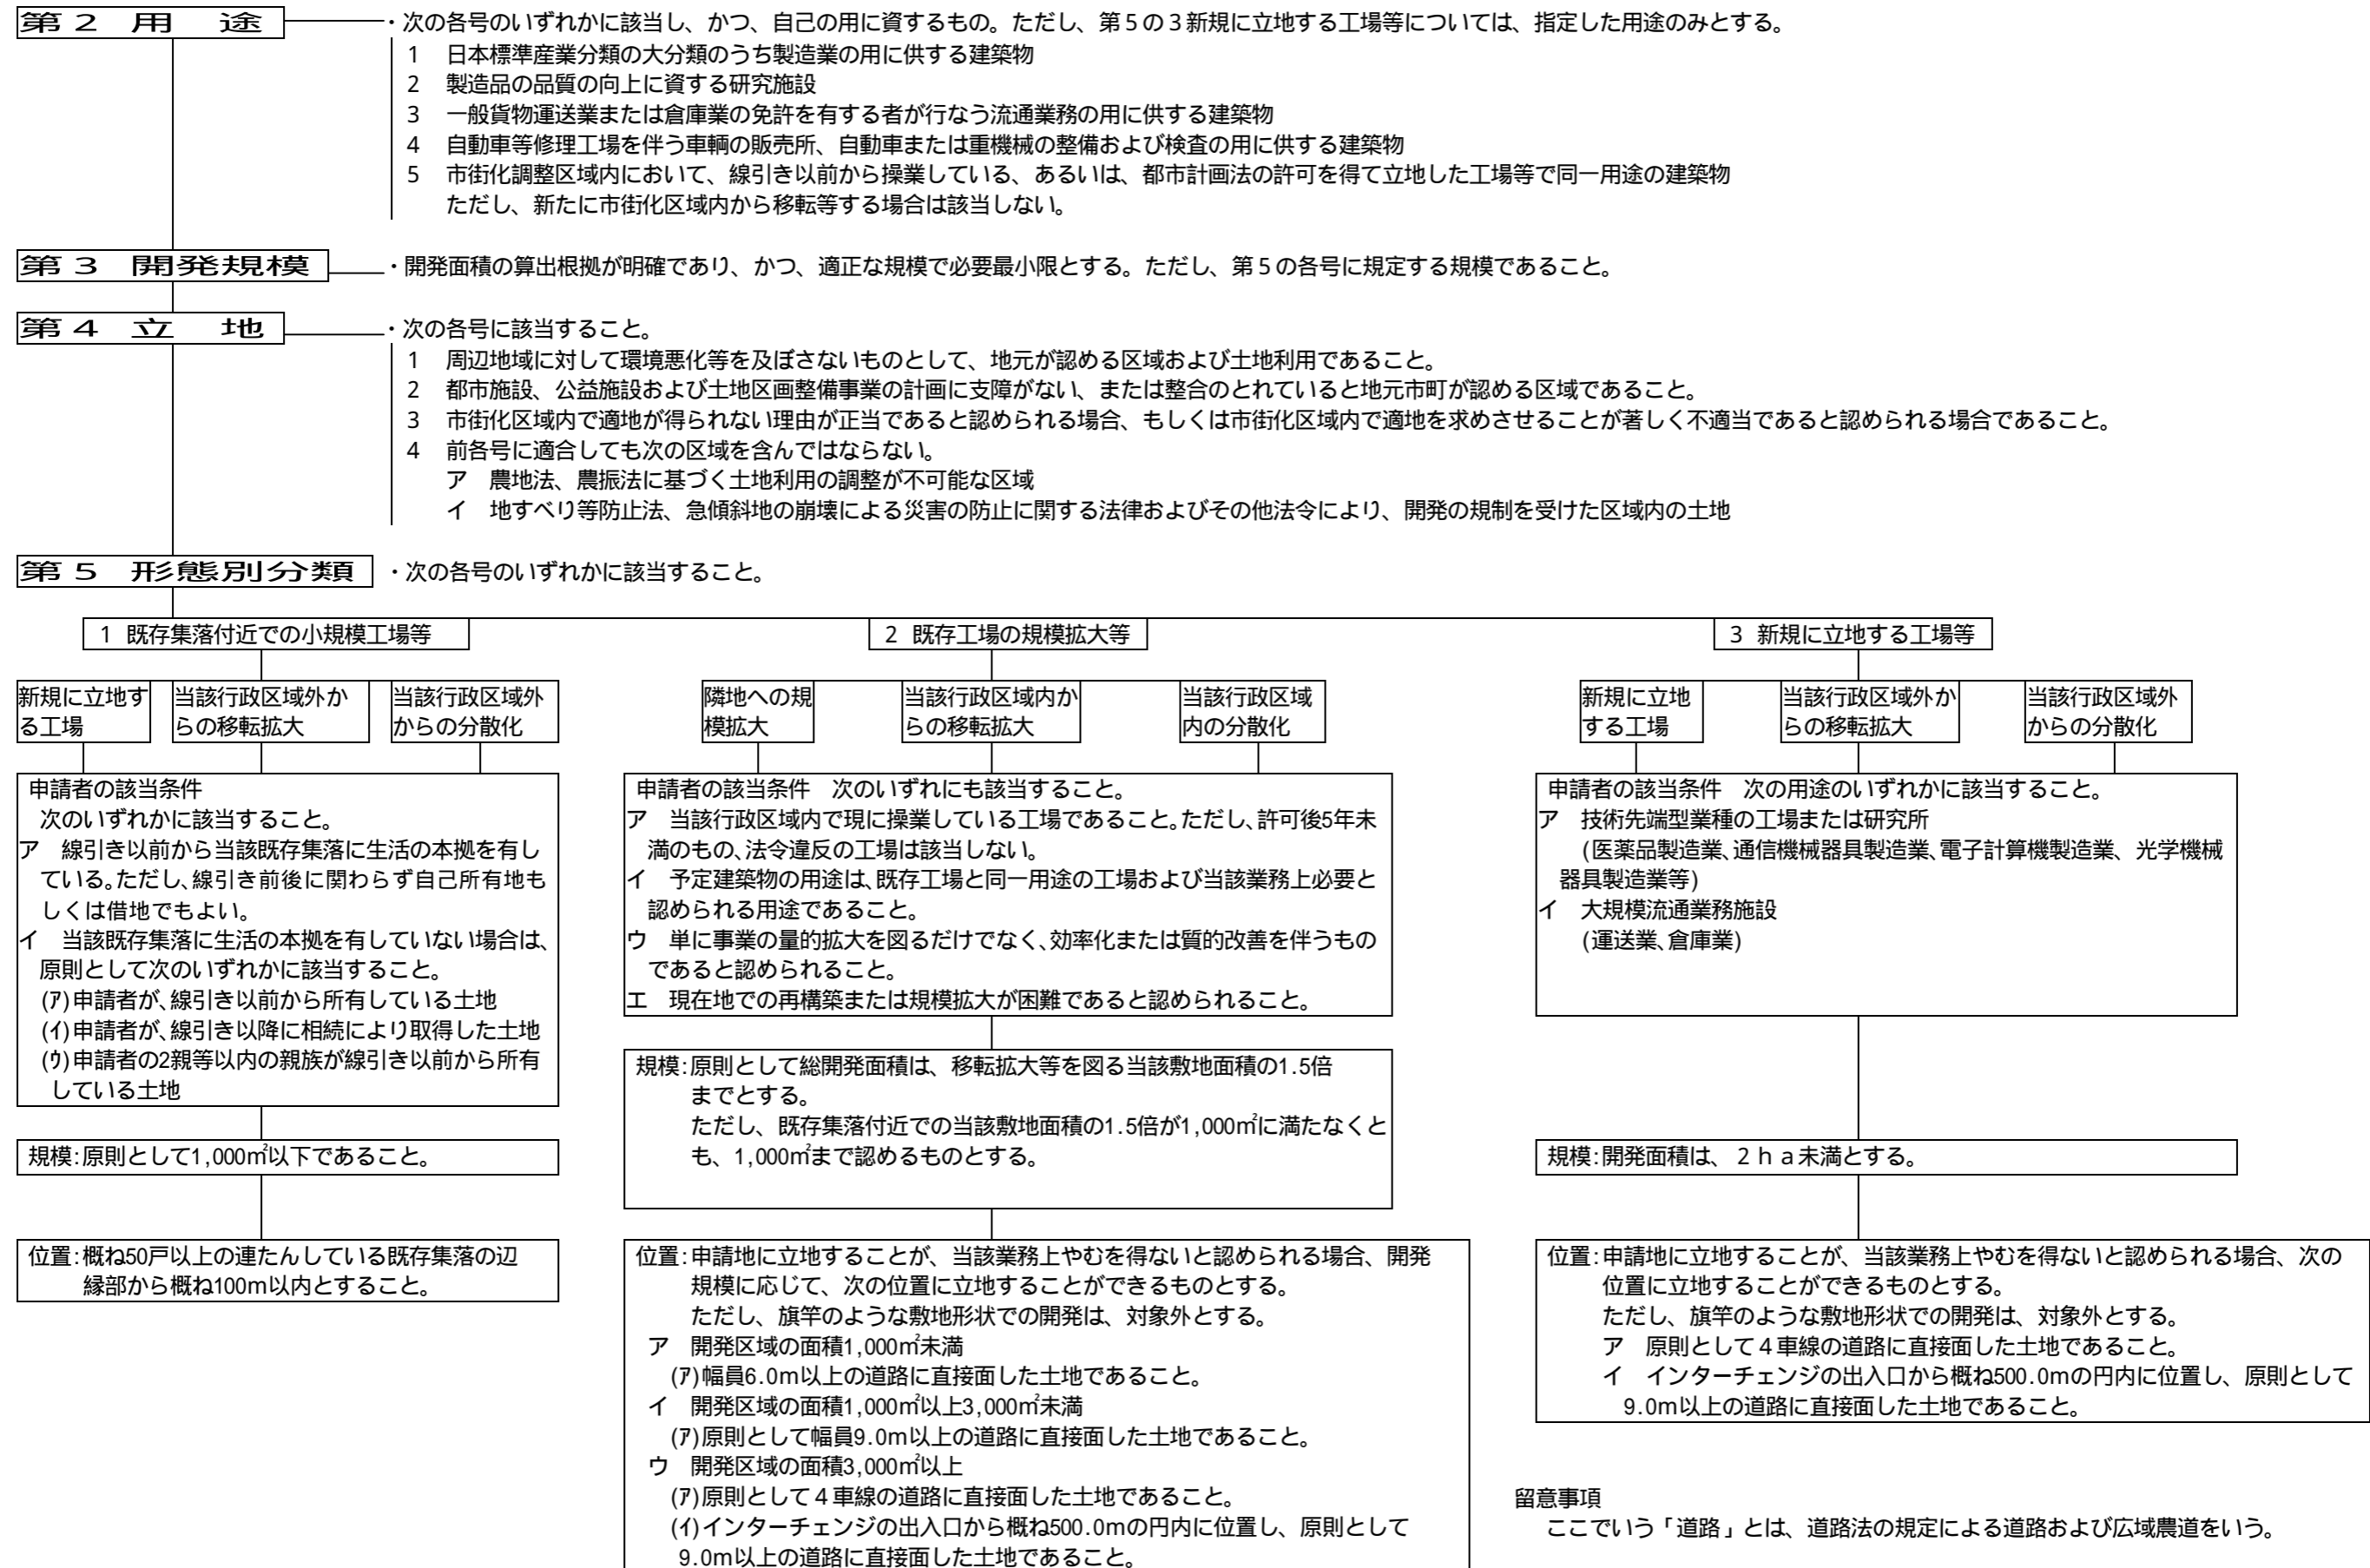 第２　用　　途
・次の各号のいずれかに該当し、かつ、自己の用に資するもの。ただし、第５の３新規に立地する工場等については、指定した用途のみとする。
1　日本標準産業分類の大分類のうち製造業の用に供する建築物
2　製造品の品質の向上に資する研究施設
3　一般貨物運送業または倉庫業の免許を有する者が行なう流通業務の用に供する建築物
4　自動車等修理工場を伴う車輌の販売所、自動車または重機械の整備および検査の用に供する建築物
5　市街化調整区域内において、線引き以前から操業している、あるいは、都市計画法の許可を得て立地した工場等で同一用途の建築物
ただし、新たに市街化区域内から移転等する場合は該当しない。
第３　開発規模
・開発面積の算出根拠が明確であり、かつ、適正な規模で必要最小限とする。ただし、第５の各号に規定する規模であること。
第４　立　　地
・次の各号に該当すること。
1　周辺地域に対して環境悪化等を及ぼさないものとして、地元が認める区域および土地利用であること。
2　都市施設、公益施設および土地区画整備事業の計画に支障がない、または整合のとれていると地元市町が認める区域であること。
3　市街化区域内で適地が得られない理由が正当であると認められる場合、もしくは市街化区域内で適地を求めさせることが著しく不適当であると認められる場合であること。
4　前各号に適合しても次の区域を含んではならない。
ア　農地法、農振法に基づく土地利用の調整が不可能な区域
イ　地すべり等防止法、急傾斜地の崩壊による災害の防止に関する法律およびその他法令により、開発の規制を受けた区域内の土地
第５　形態別分類
・次の各号のいずれかに該当すること。
1 既存集落付近での小規模工場等
新規に立地す
る工場
当該行政区域外か
らの移転拡大
当該行政区域外
からの分散化
申請者の該当条件
次のいずれかに該当すること。
ア　線引き以前から当該既存集落に生活の本拠を有し
ている。ただし、線引き前後に関わらず自己所有地も
しくは借地でもよい。
イ　当該既存集落に生活の本拠を有していない場合は、
原則として次のいずれかに該当すること。
(ｱ)申請者が、線引き以前から所有している土地
(ｲ)申請者が、線引き以降に相続により取得した土地
(ｳ)申請者の2親等以内の親族が線引き以前から所有
している土地
規模:原則として1,000㎡以下であること。
位置:概ね50戸以上の連たんしている既存集落の辺
縁部から概ね100m以内とすること。
2 既存工場の規模拡大等
隣地への規
模拡大
当該行政区域内か
らの移転拡大
当該行政区域
内の分散化
申請者の該当条件　次のいずれにも該当すること。
ア　当該行政区域内で現に操業している工場であること。ただし、許可後5年未
満のもの、法令違反の工場は該当しない。
イ　予定建築物の用途は、既存工場と同一用途の工場および当該業務上必要と
認められる用途であること。
ウ　単に事業の量的拡大を図るだけでなく、効率化または質的改善を伴うもの
であると認められること。
エ　現在地での再構築または規模拡大が困難であると認められること。
規模:原則として総開発面積は、移転拡大等を図る当該敷地面積の1.5倍
までとする。
ただし、既存集落付近での当該敷地面積の1.5倍が1,000㎡に満たなくと
も、1,000㎡まで認めるものとする。
位置:申請地に立地することが、当該業務上やむを得ないと認められる場合、開発
規模に応じて、次の位置に立地することができるものとする。
ただし、旗竿のような敷地形状での開発は、対象外とする。
ア　開発区域の面積1,000㎡未満
(ｱ)幅員6.0m以上の道路に直接面した土地であること。
イ　開発区域の面積1,000㎡以上3,000㎡未満
(ｱ)原則として幅員9.0m以上の道路に直接面した土地であること。
ウ　開発区域の面積3,000㎡以上
(ｱ)原則として４車線の道路に直接面した土地であること。
(ｲ)インターチェンジの出入口から概ね500.0mの円内に位置し、原則として
9.0m以上の道路に直接面した土地であること。
3 新規に立地する工場等
新規に立地
する工場
当該行政区域外か
らの移転拡大
当該行政区域外
からの分散化
申請者の該当条件　次の用途のいずれかに該当すること。
ア　技術先端型業種の工場または研究所
(医薬品製造業、通信機械器具製造業、電子計算機製造業、光学機械
器具製造業等)
イ　大規模流通業務施設
(運送業、倉庫業)
規模:開発面積は、２ｈａ未満とする。
位置:申請地に立地することが、当該業務上やむを得ないと認められる場合、次の
位置に立地することができるものとする。
ただし、旗竿のような敷地形状での開発は、対象外とする。
ア　原則として４車線の道路に直接面した土地であること。
イ　インターチェンジの出入口から概ね500.0mの円内に位置し、原則として
9.0m以上の道路に直接面した土地であること。
留意事項
ここでいう「道路」とは、道路法の規定による道路および広域農道をいう。